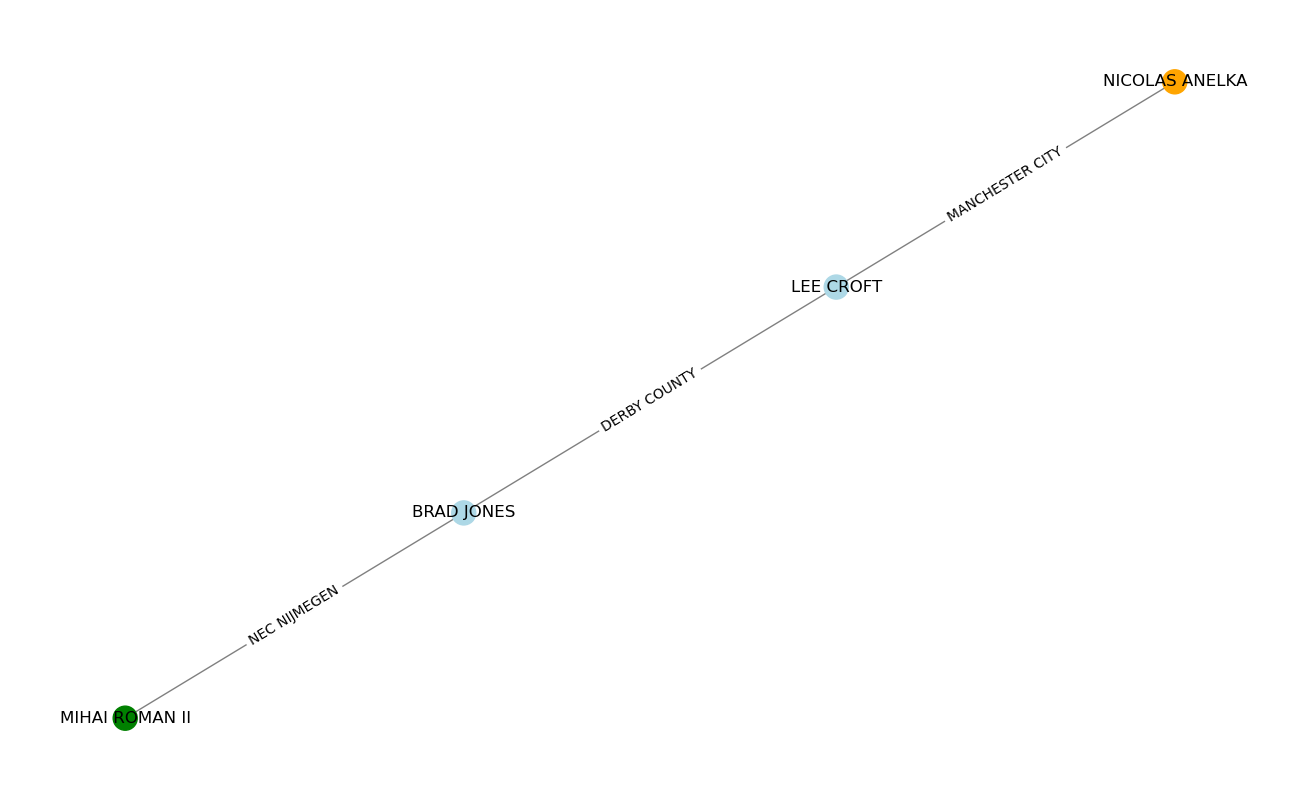 NICOLAS ANELKA
MANCHESTER CITY
LEE CROFT
DERBY COUNTY
BRAD JONES
NEC NIJMEGEN
MIHAI ROMAN II